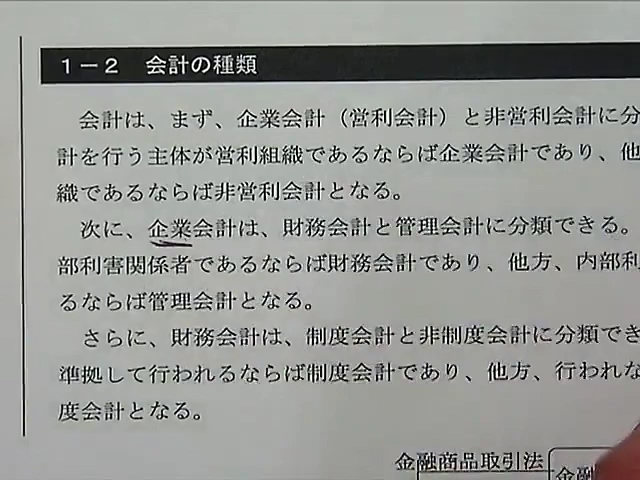 1－2 会計の種類
会計は、まず、企業会計（営利会計）と非営利会計に分
計を行う主体が営利組織であるならば企業会計であり、他
織であるならば非営利会計となる。
次に、企業会計は、財務会計と管理会計に分類できる。
部利害関係者であるならば財務会計であり、他方、内部利
るならば管理会計となる。
さらに、財務会計は、制度会計と非制度会計に分類でき
準拠して行われるならば制度会計であり、他方、行われな
度会計となる。
金融商品取引法
金融